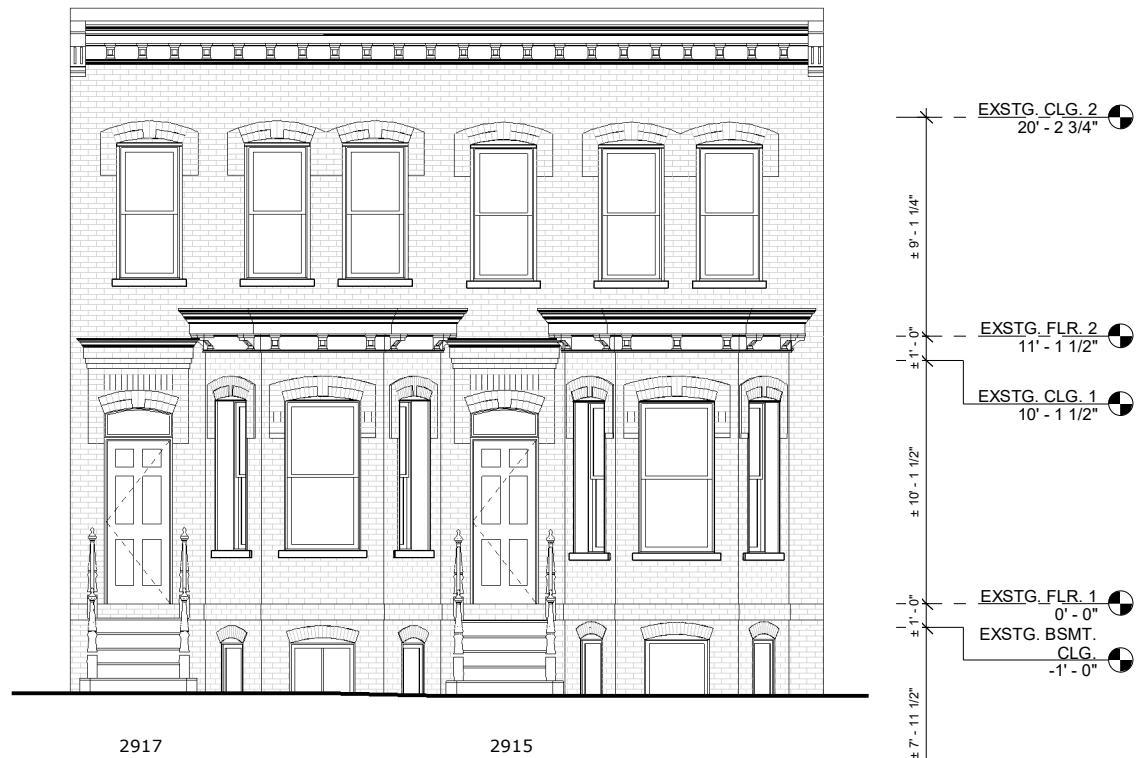 EXSTG. CLG. 2
20' - 2 3/4"
± 9' - 1 1/4"
EXSTG. FLR. 2
11' - 1 1/2"
± 1' - 0"
EXSTG. CLG. 1
10' - 1 1/2"
± 10' - 1 1/2"
EXSTG. FLR. 1
0' - 0"
± 1' - 0"
EXSTG. BSMT.
CLG.
-1' - 0"
± 7' - 11 1/2"
2917
2915